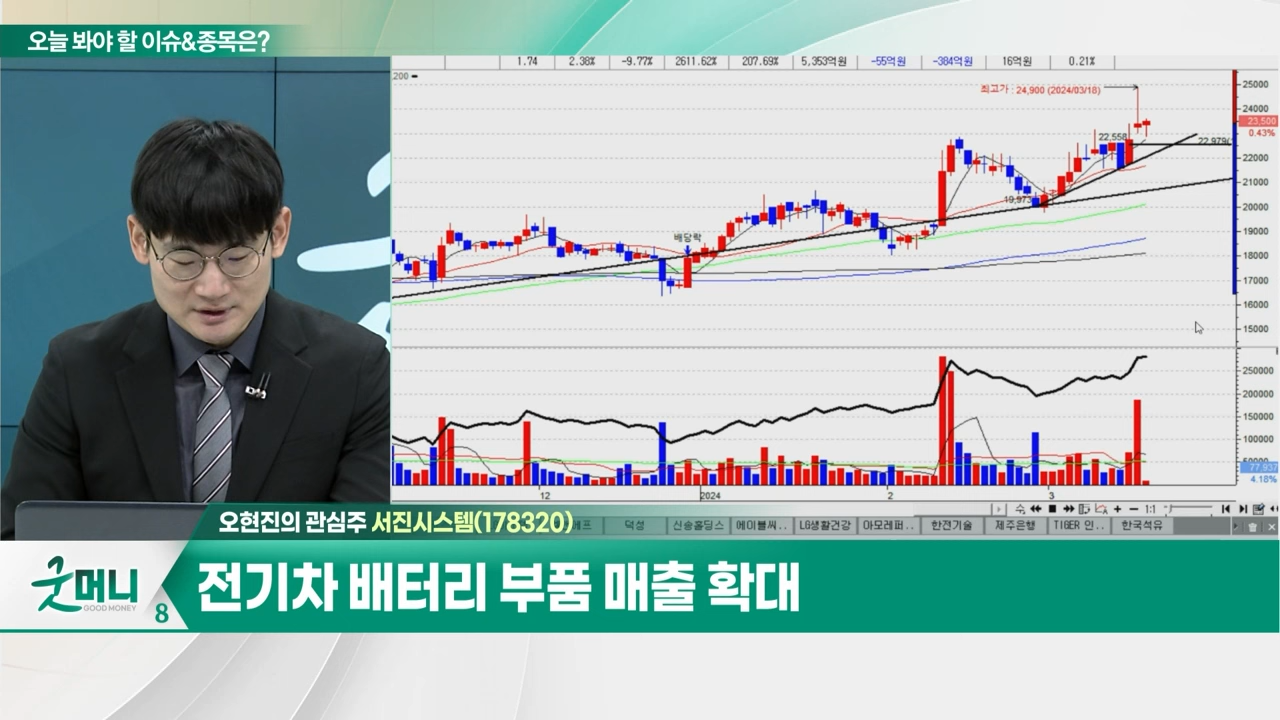 오늘 봐야 할 이슈&종목은?
1.74 2.38% -9.77% 2611.62% 207.69% 5,353억원 -55억원 -384억원 16억원 0.21%
200
최고가 : 24,900 (2024/03/18)
25000
24000
23,500
0.43%
22,558
22,979
22000
21000
19,973
20000
배당락
19000
18000
17000
16000
15000
250000
200000
150000
100000
50000
77,937
4.18%
12 2024 2 3
1:1
덕성 신송홀딩스 에이블씨.. LG생활건강 아모레퍼.. 한전기술 제주은행 TIGER 인.. 한국석유
오현진의 관심주 서진시스템(178320)
굿머니
GOOD MONEY
8
전기차 배터리 부품 매출 확대